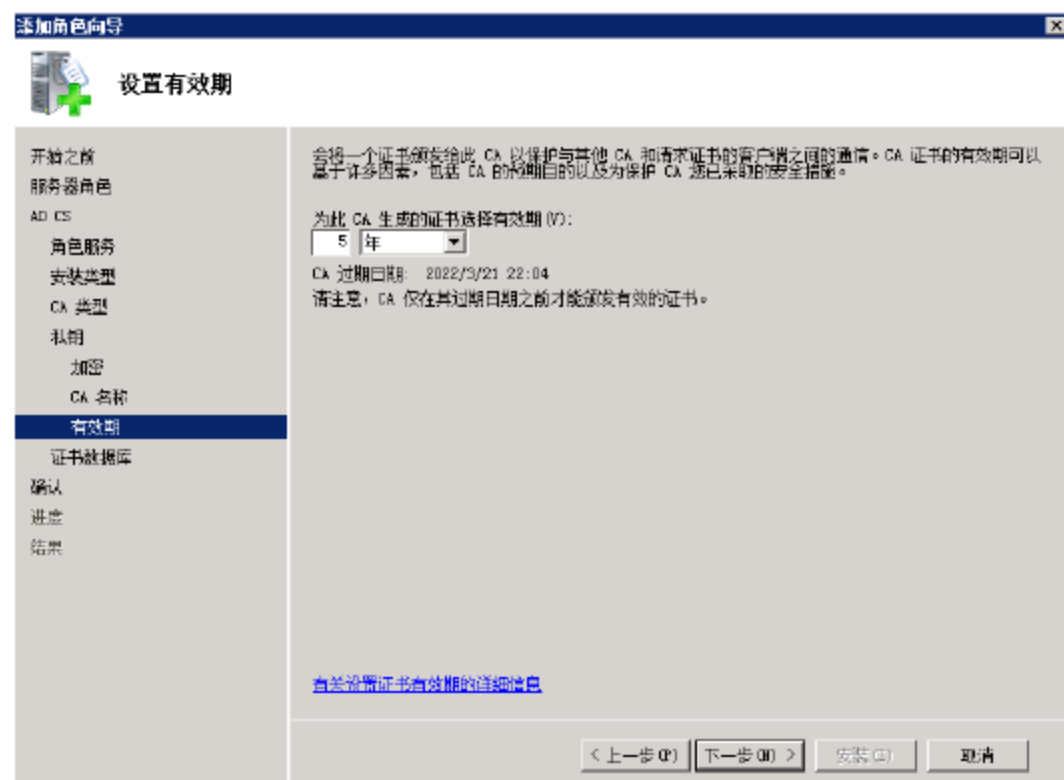 添加角色向导
设置有效期
开始之前
服务器角色
AD CS
角色服务
安装类型
CA 类型
私钥
加密
CA 名称
有效期
证书数据库
确认
进度
结果
会将一个证书颁发给此 CA 以保护与其他 CA 和请求证书的客户端之间的通信。CA 证书的有效期可以
基于许多因素，包括 CA 的预期目的以及为保护 CA 您已采取的安全措施。
为此 CA 生成的证书选择有效期(V):
5 年
CA 过期日期: 2022/3/21 22:04
请注意，CA 仅在其过期日期之前才能颁发有效的证书。
有关设置证书有效期的详细信息
< 上一步(P) 下一步(N) > 安装(I) 取消